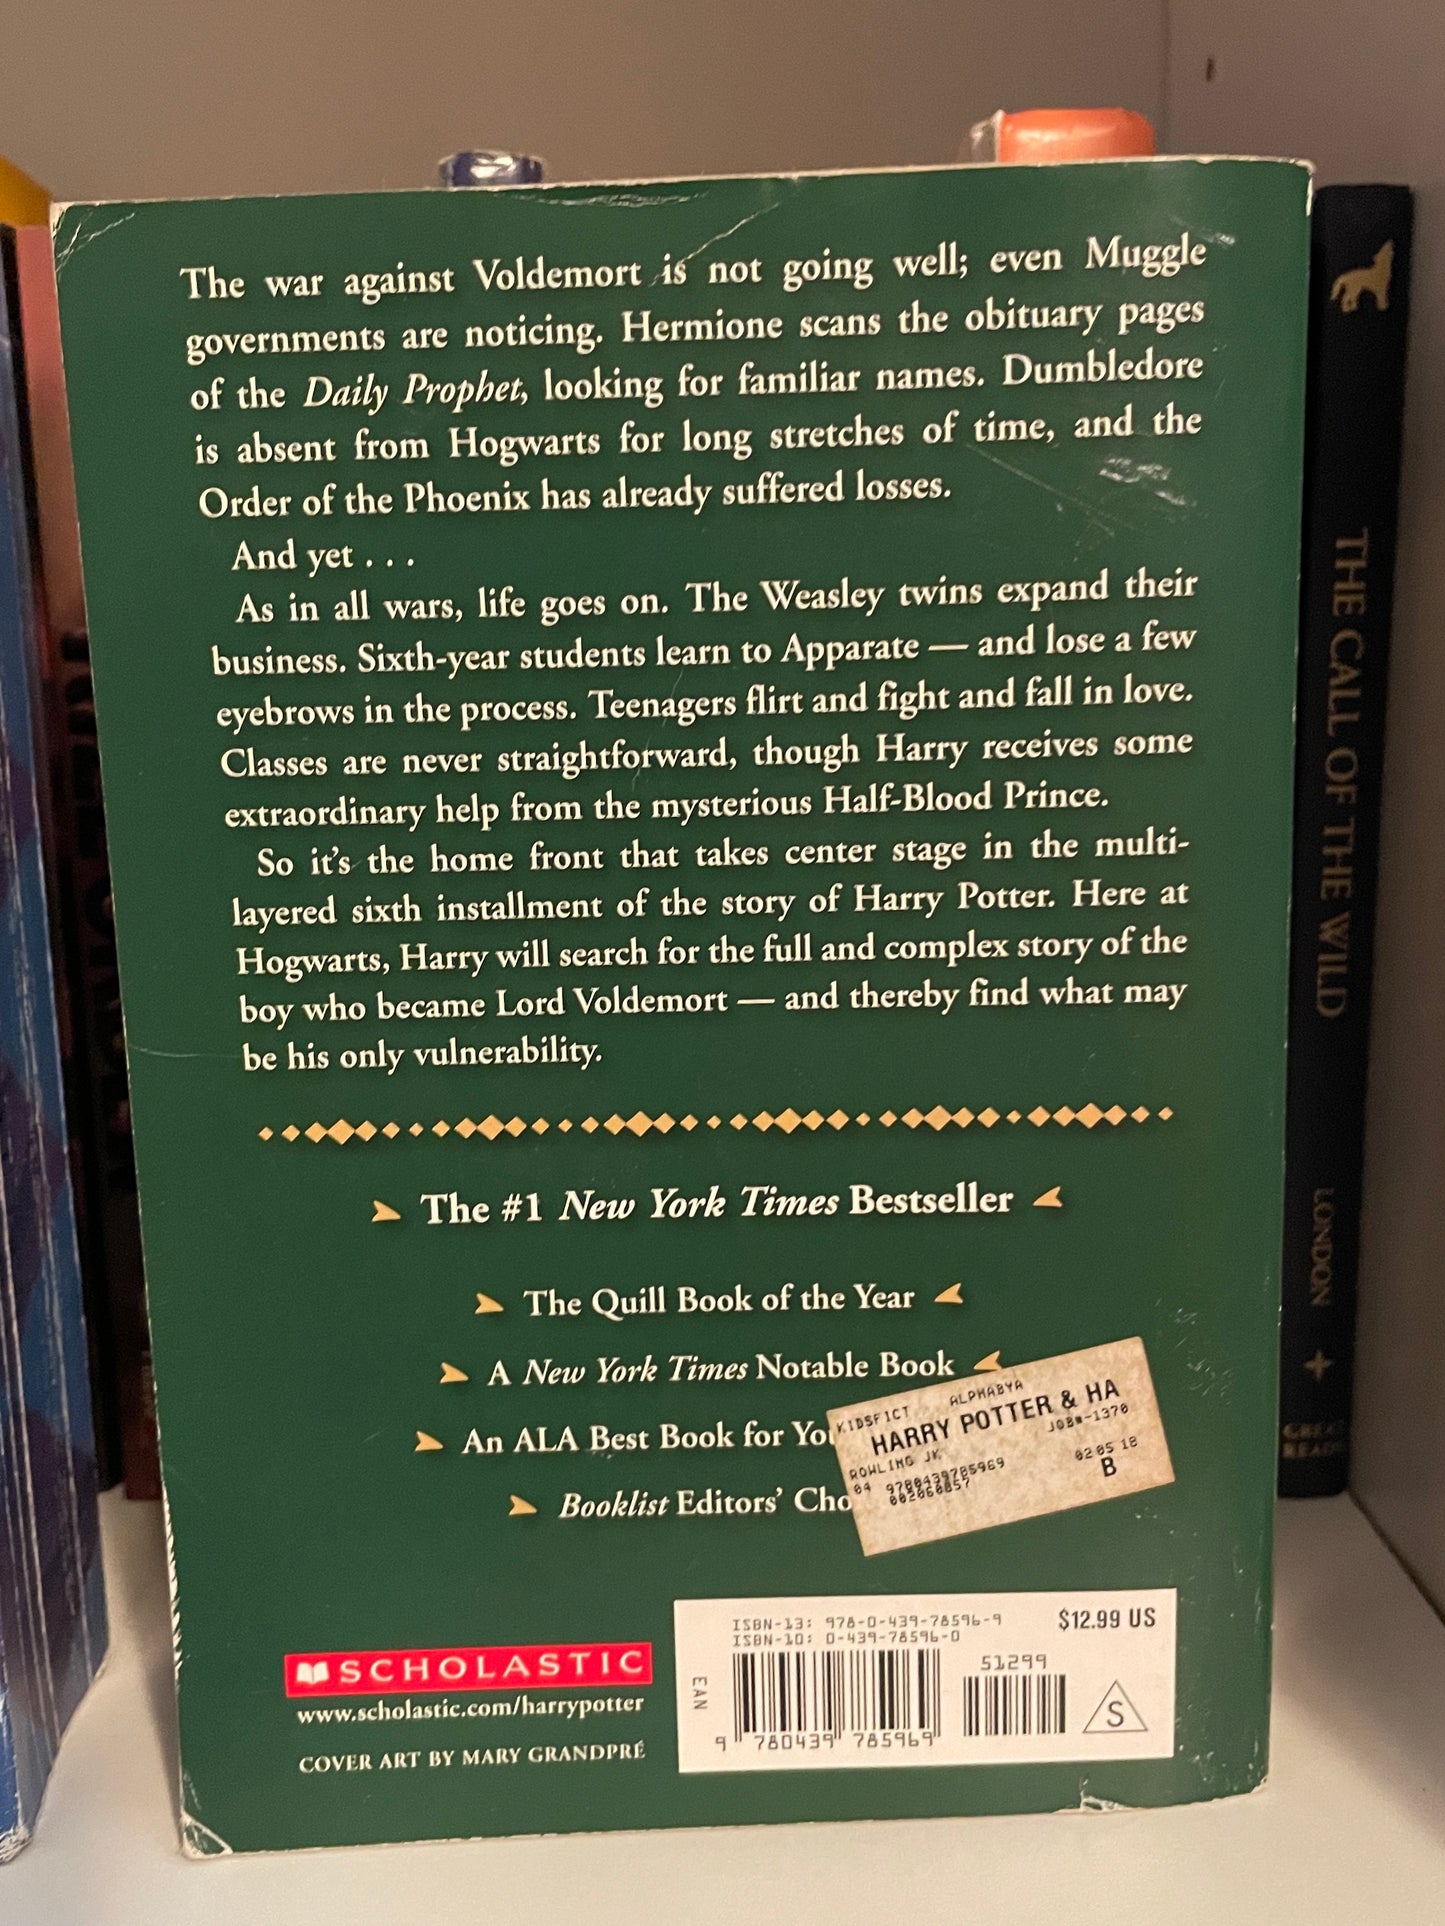 The war against Voldemort is not going well; even Muggle
governments are noticing. Hermione scans the obituary pages
of the Daily Prophet, looking for familiar names. Dumbledore
is absent from Hogwarts for long stretches of time, and the
Order of the Phoenix has already suffered losses.
And yet . . .
As in all wars, life goes on. The Weasley twins expand their
business. Sixth-year students learn to Apparate — and lose a few
eyebrows in the process. Teenagers flirt and fight and fall in love.
Classes are never straightforward, though Harry receives some
extraordinary help from the mysterious Half-Blood Prince.
So it's the home front that takes center stage in the multi-
layered sixth installment of the story of Harry Potter. Here at
Hogwarts, Harry will search for the full and complex story of the
boy who became Lord Voldemort — and thereby find what may
be his only vulnerability.
The #1 New York Times Bestseller
The Quill Book of the Year
A New York Times Notable Book
An ALA Best Book for You
Booklist Editors' Cho
KIDSFICT ALPHABYA
HARRY POTTER & HA
ROWLING JK JOB#-1370
04 9780439785969 02 05 18
002060857 B
ISBN-13: 978-0-439-78596-9
ISBN-10: 0-439-78596-0
$12.99 US
51299
EAN
9 780439 785969
S
SCHOLASTIC
www.scholastic.com/harrypotter
COVER ART BY MARY GRANDPRÉ
THE CALL OF THE WILD
LONDON
GREAT
READS